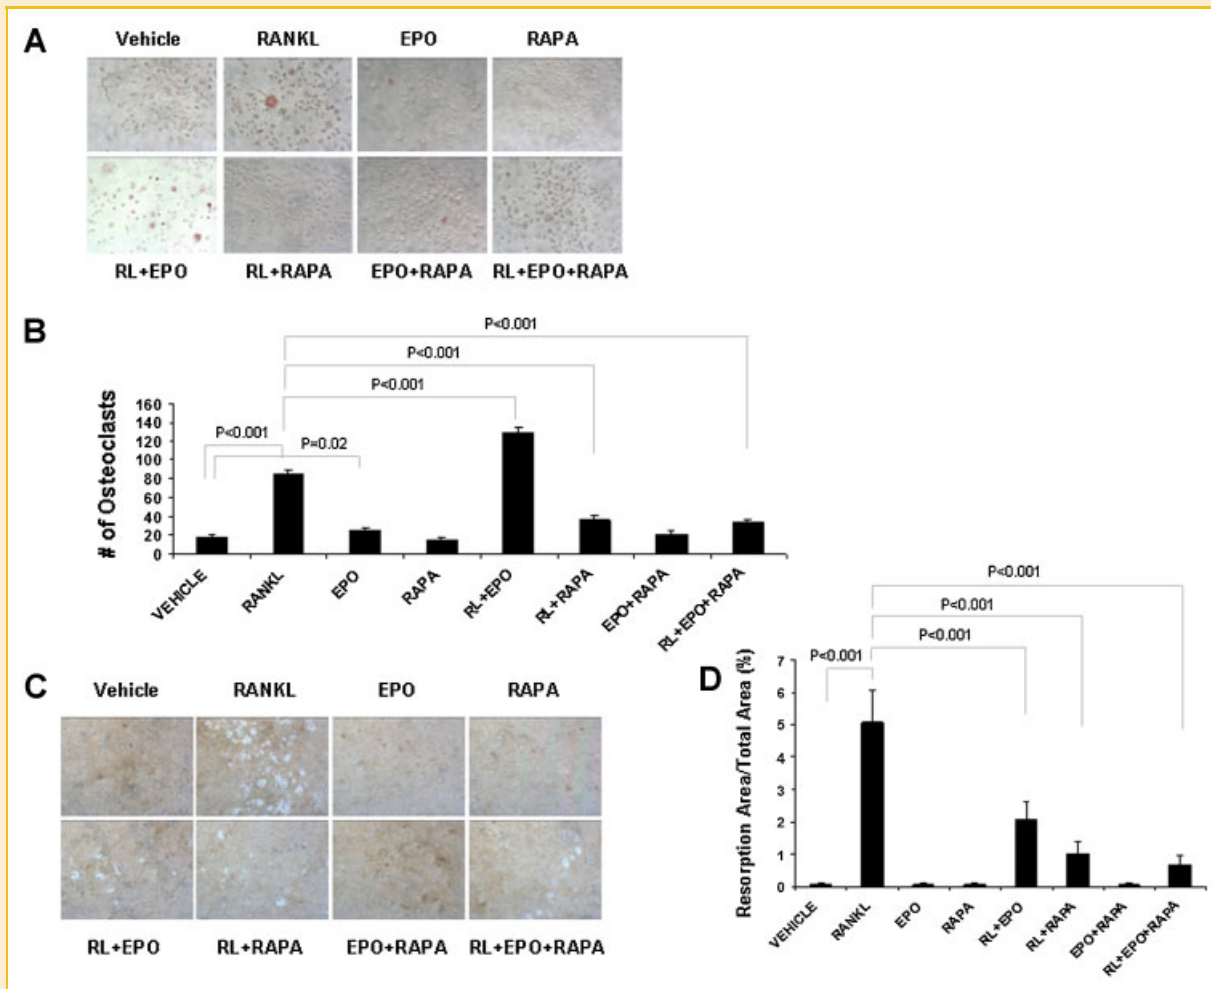 A
Vehicle RANKL EPO RAPA
RL+EPO RL+RAPA EPO+RAPA RL+EPO+RAPA
B
P<0.001
P<0.001
P<0.001
P<0.001
P=0.02
# of Osteoclasts
160
140
120
100
80
60
40
20
0
VEHICLE RANKL EPO RAPA RL+EPO RL+RAPA EPO+RAPA RL+EPO+RAPA
C
Vehicle RANKL EPO RAPA
RL+EPO RL+RAPA EPO+RAPA RL+EPO+RAPA
D
P<0.001
P<0.001
P<0.001
P<0.001
Resorption Area/Total Area (%)
7
6
5
4
3
2
1
0
VEHICLE RANKL EPO RAPA RL+EPO RL+RAPA EPO+RAPA RL+EPO+RAPA